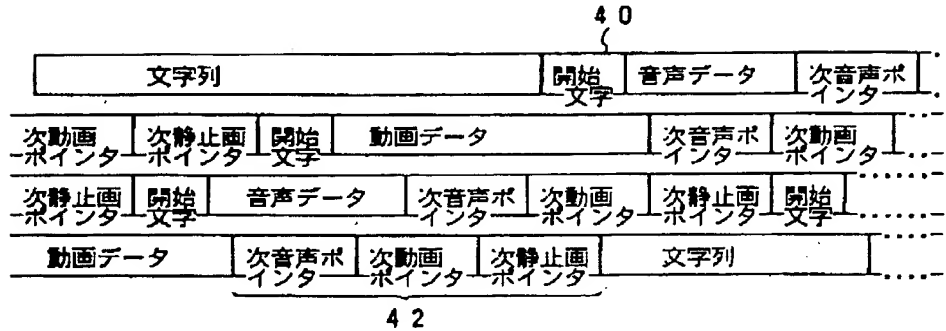 40
文字列 開始文字 音声データ 次音声ポインタ
次動画ポインタ 次静止画ポインタ 開始文字 動画データ 次音声ポインタ 次動画ポインタ
次静止画ポインタ 開始文字 音声データ 次音声ポインタ 次動画ポインタ 次静止画ポインタ 開始文字
動画データ 次音声ポインタ 次動画ポインタ 次静止画ポインタ 文字列
42